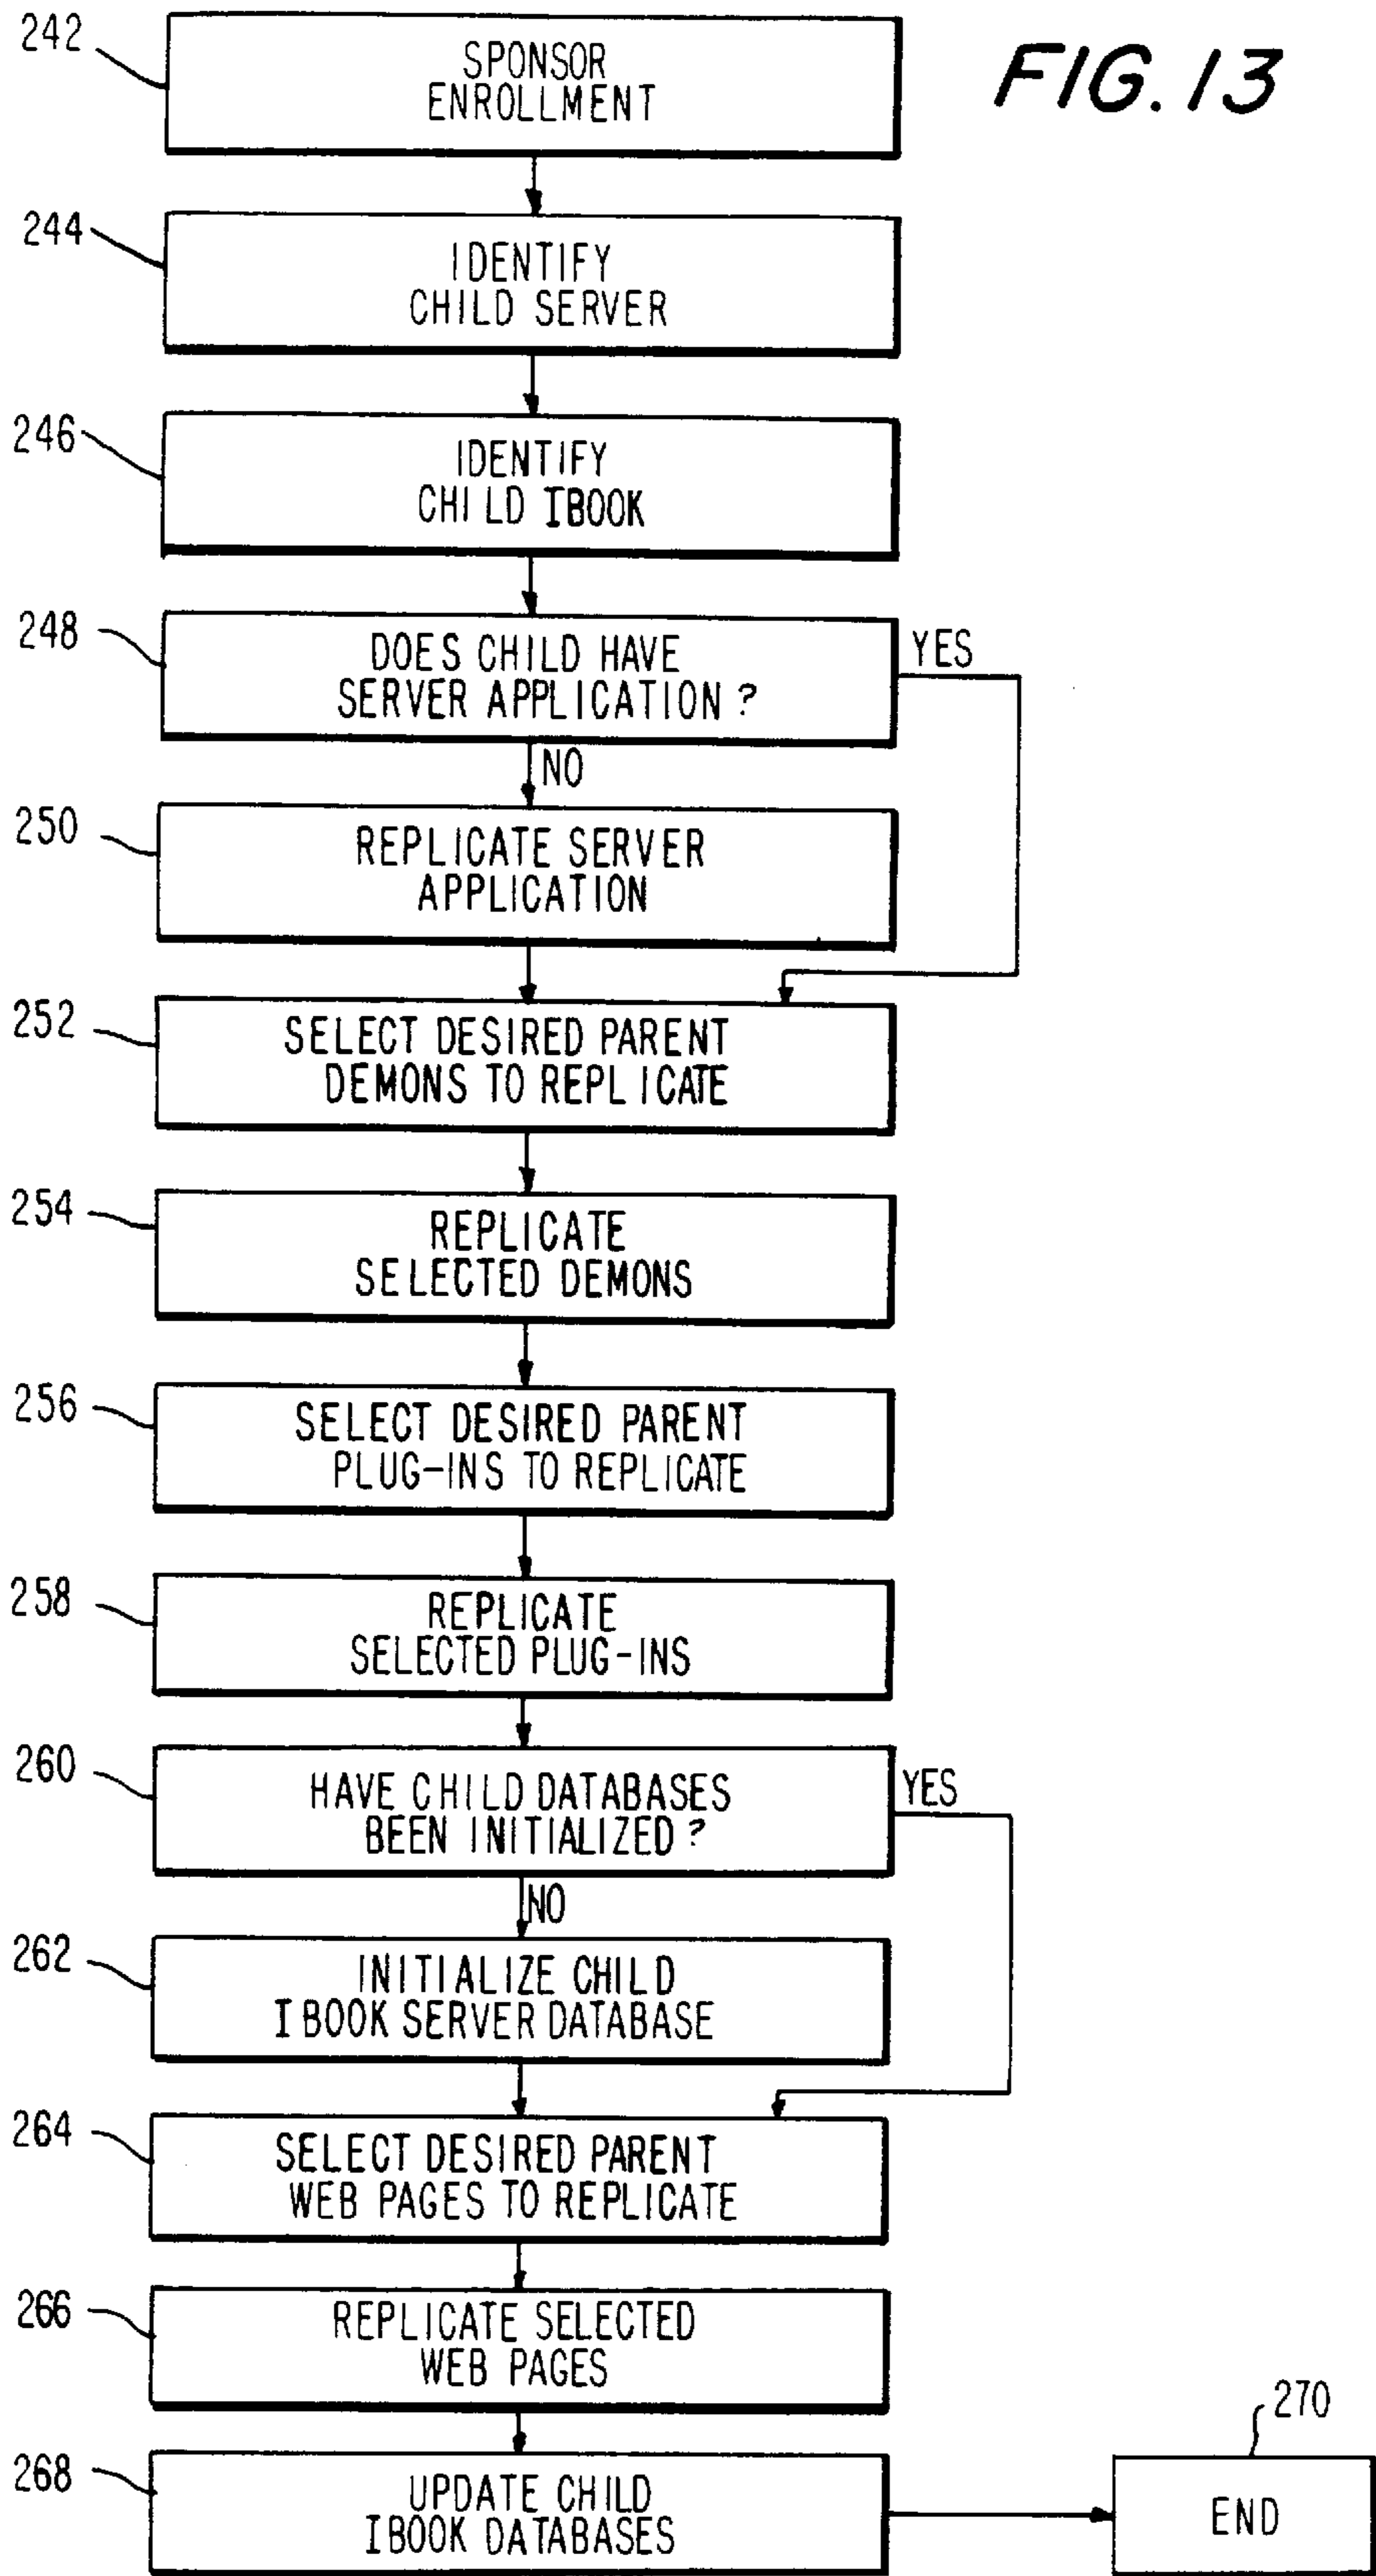 FIG. 13
242
SPONSOR
ENROLLMENT
244
IDENTIFY
CHILD SERVER
246
IDENTIFY
CHILD IBOOK
248
DOES CHILD HAVE
SERVER APPLICATION ?
YES
NO
250
REPLICATE SERVER
APPLICATION
252
SELECT DESIRED PARENT
DEMONS TO REPLICATE
254
REPLICATE
SELECTED DEMONS
256
SELECT DESIRED PARENT
PLUG-INS TO REPLICATE
258
REPLICATE
SELECTED PLUG-INS
260
HAVE CHILD DATABASES
BEEN INITIALIZED ?
YES
NO
262
INITIALIZE CHILD
IBOOK SERVER DATABASE
264
SELECT DESIRED PARENT
WEB PAGES TO REPLICATE
266
REPLICATE SELECTED
WEB PAGES
268
UPDATE CHILD
IBOOK DATABASES
270
END